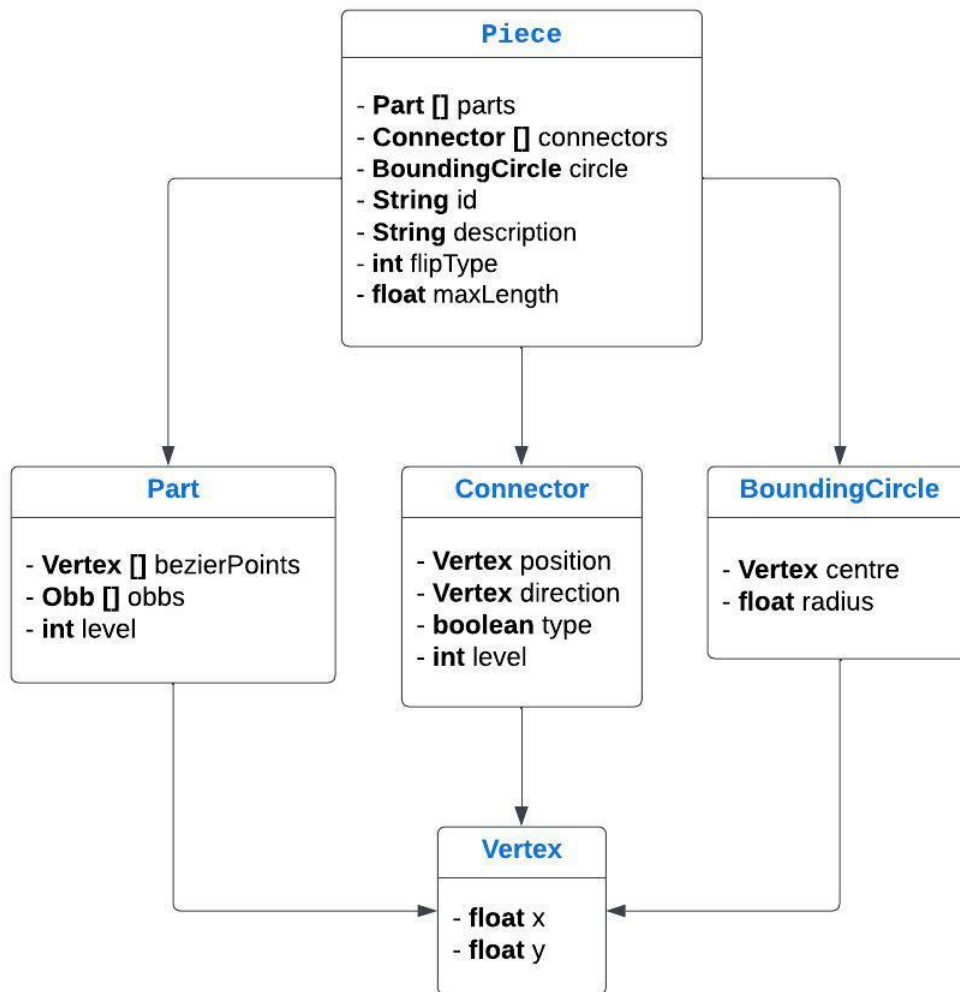 Piece
- Part [] parts
- Connector [] connectors
- BoundingCircle circle
- String id
- String description
- int flipType
- float maxLength
Part
- Vertex [] bezierPoints
- Obb [] obbs
- int level
Connector
- Vertex position
- Vertex direction
- boolean type
- int level
BoundingCircle
- Vertex centre
- float radius
Vertex
- float x
- float y